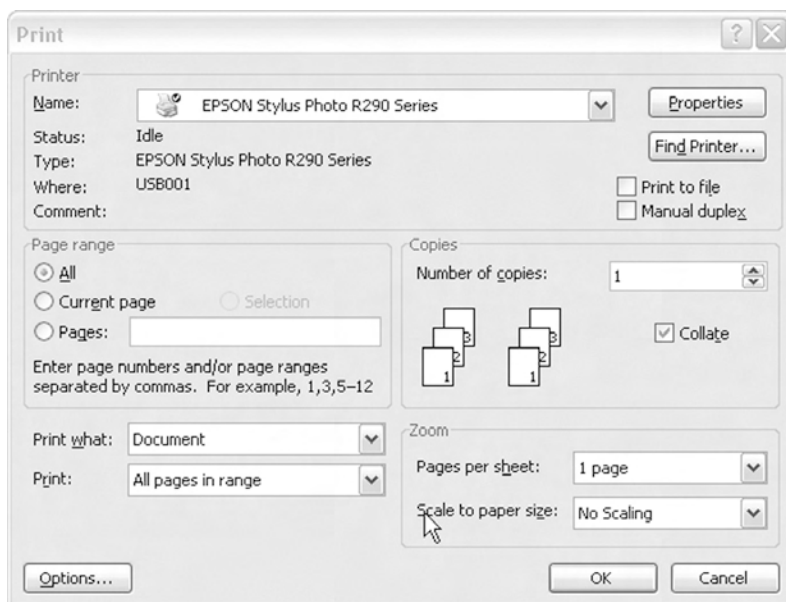 Print
Printer
Name: EPSON Stylus Photo R290 Series Properties
Status: Idle
Type: EPSON Stylus Photo R290 Series Find Printer...
Where: USB001 Print to file
Comment: Manual duplex
Page range
All
Current page Selection
Pages:
Enter page numbers and/or page ranges
separated by commas. For example, 1,3,5–12
Copies
Number of copies: 1
3 3
2 2
1 1
Collate
Print what: Document
Print: All pages in range
Zoom
Pages per sheet: 1 page
Scale to paper size: No Scaling
Options... OK Cancel